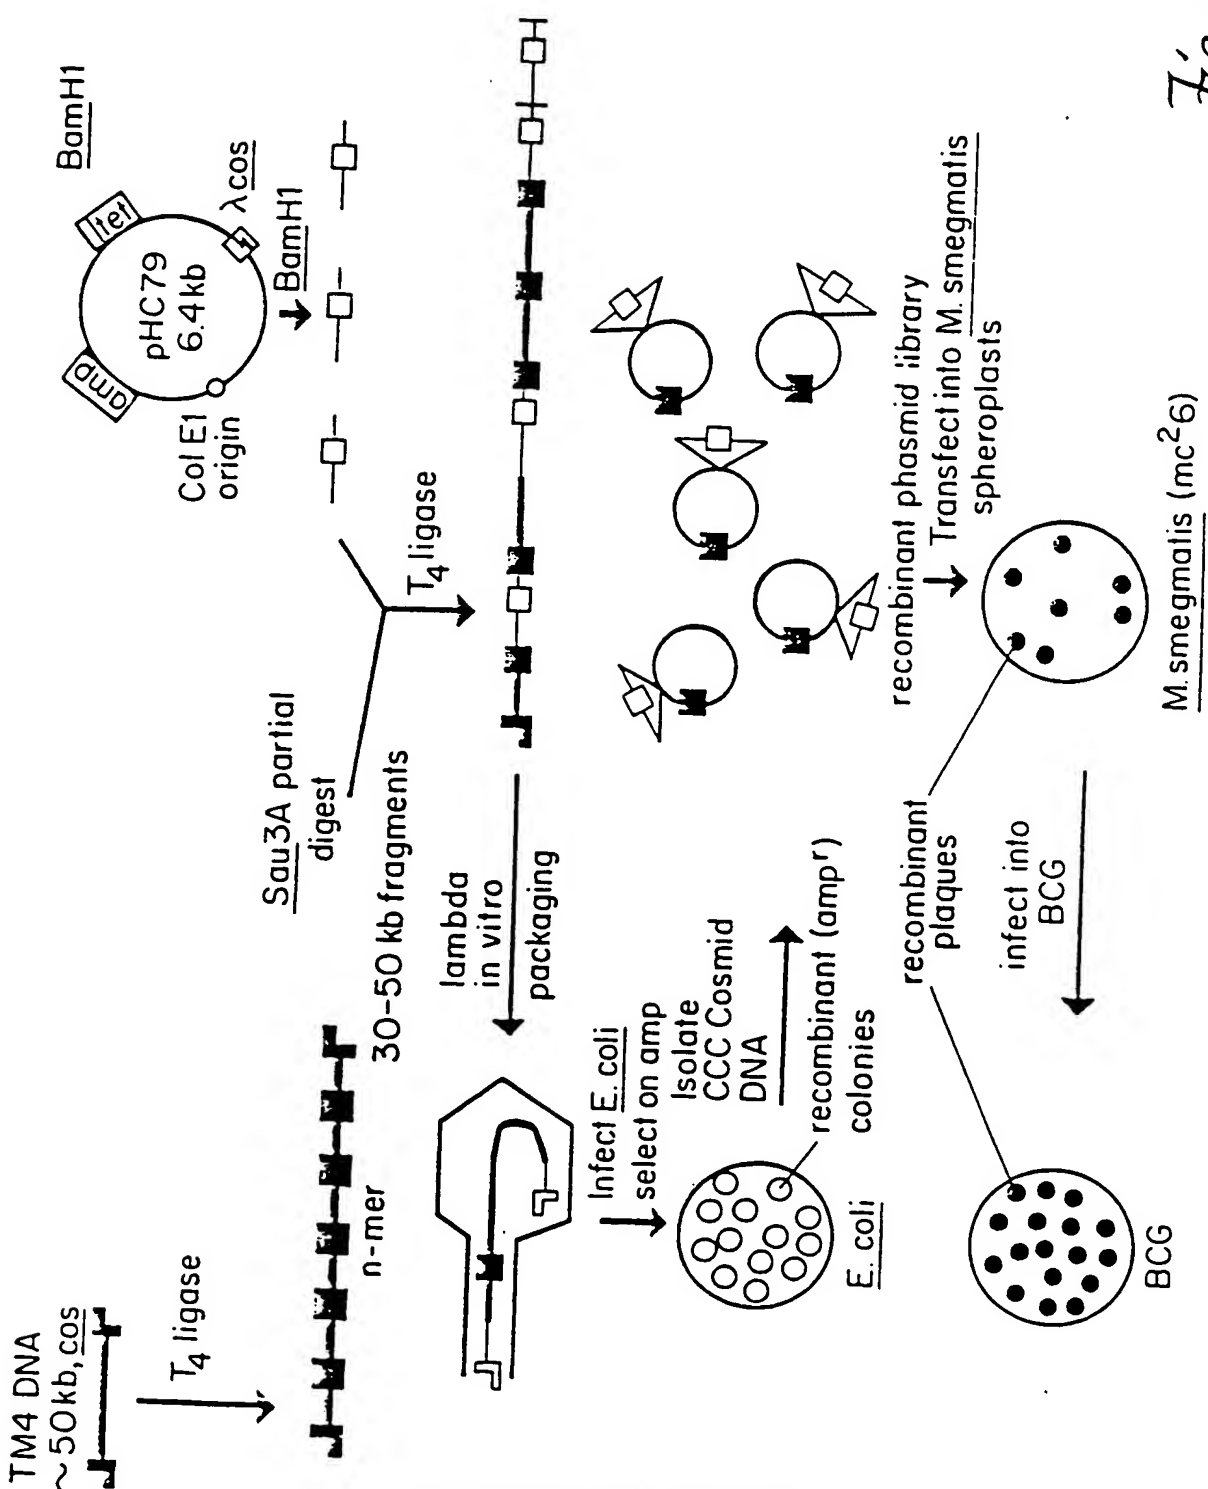 TM4 DNA
~50kb, cos
T4 ligase
n-mer
Sau3A partial
digest
30-50 kb fragments
BamH1
tet
amp
pHC79
6.4kb
λcos
Col E1
origin
BamH1
T4 ligase
lambda
in vitro
packaging
Infect E. coli
select on amp
Isolate
CCC Cosmid
DNA
recombinant (ampʳ)
colonies
E. coli
recombinant phasmid library
Transfect into M. smegmatis
spheroplasts
recombinant
plaques
infect into
BCG
M. smegmatis (mc²6)
BCG